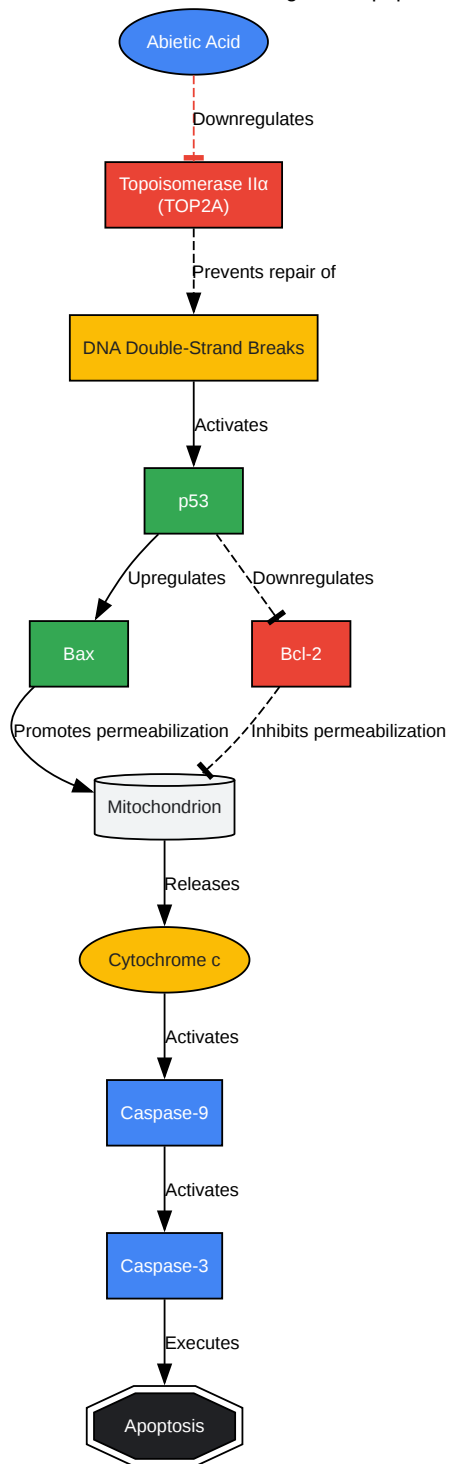 Abietic Acid
Downregulates
Topoisomerase IIα
(TOP2A)
Prevents repair of
DNA Double-Strand Breaks
Activates
p53
Upregulates
Downregulates
Bax
Bcl-2
Promotes permeabilization
Inhibits permeabilization
Mitochondrion
Releases
Cytochrome c
Activates
Caspase-9
Activates
Caspase-3
Executes
Apoptosis